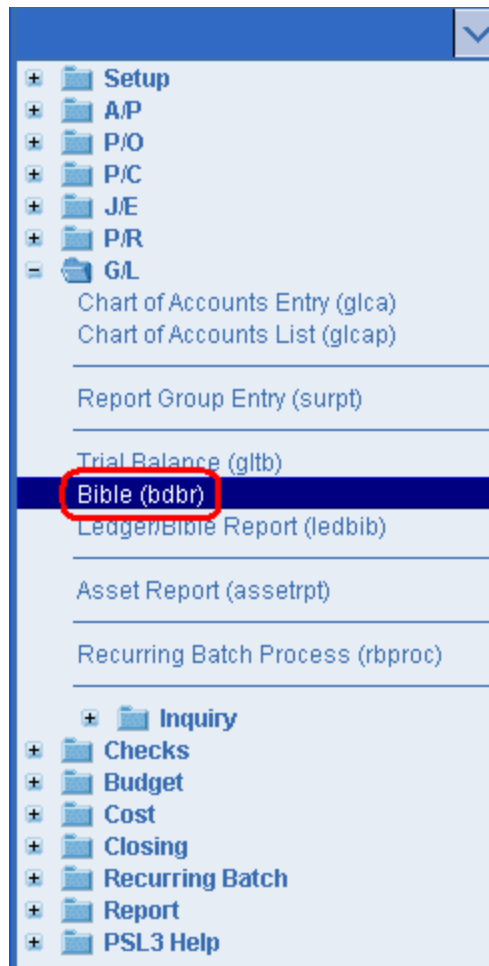 Setup
A/P
P/O
P/C
J/E
P/R
G/L
Chart of Accounts Entry (glca)
Chart of Accounts List (glcap)
Report Group Entry (surpt)
Trial Balance (gltb)
Bible (bdbr)
Ledger/Bible Report (ledbib)
Asset Report (assetrpt)
Recurring Batch Process (rbproc)
Inquiry
Checks
Budget
Cost
Closing
Recurring Batch
Report
PSL3 Help